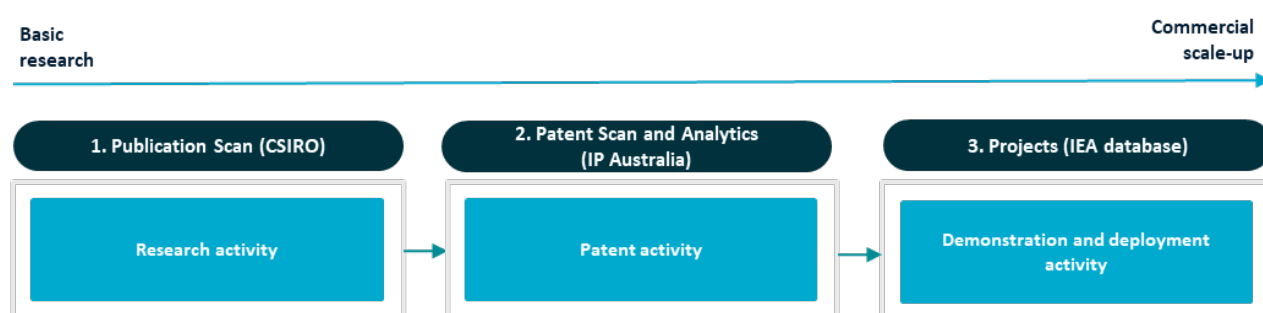 Basic
research
Commercial
scale-up
1. Publication Scan (CSIRO)
2. Patent Scan and Analytics
(IP Australia)
3. Projects (IEA database)
Research activity
Patent activity
Demonstration and deployment
activity